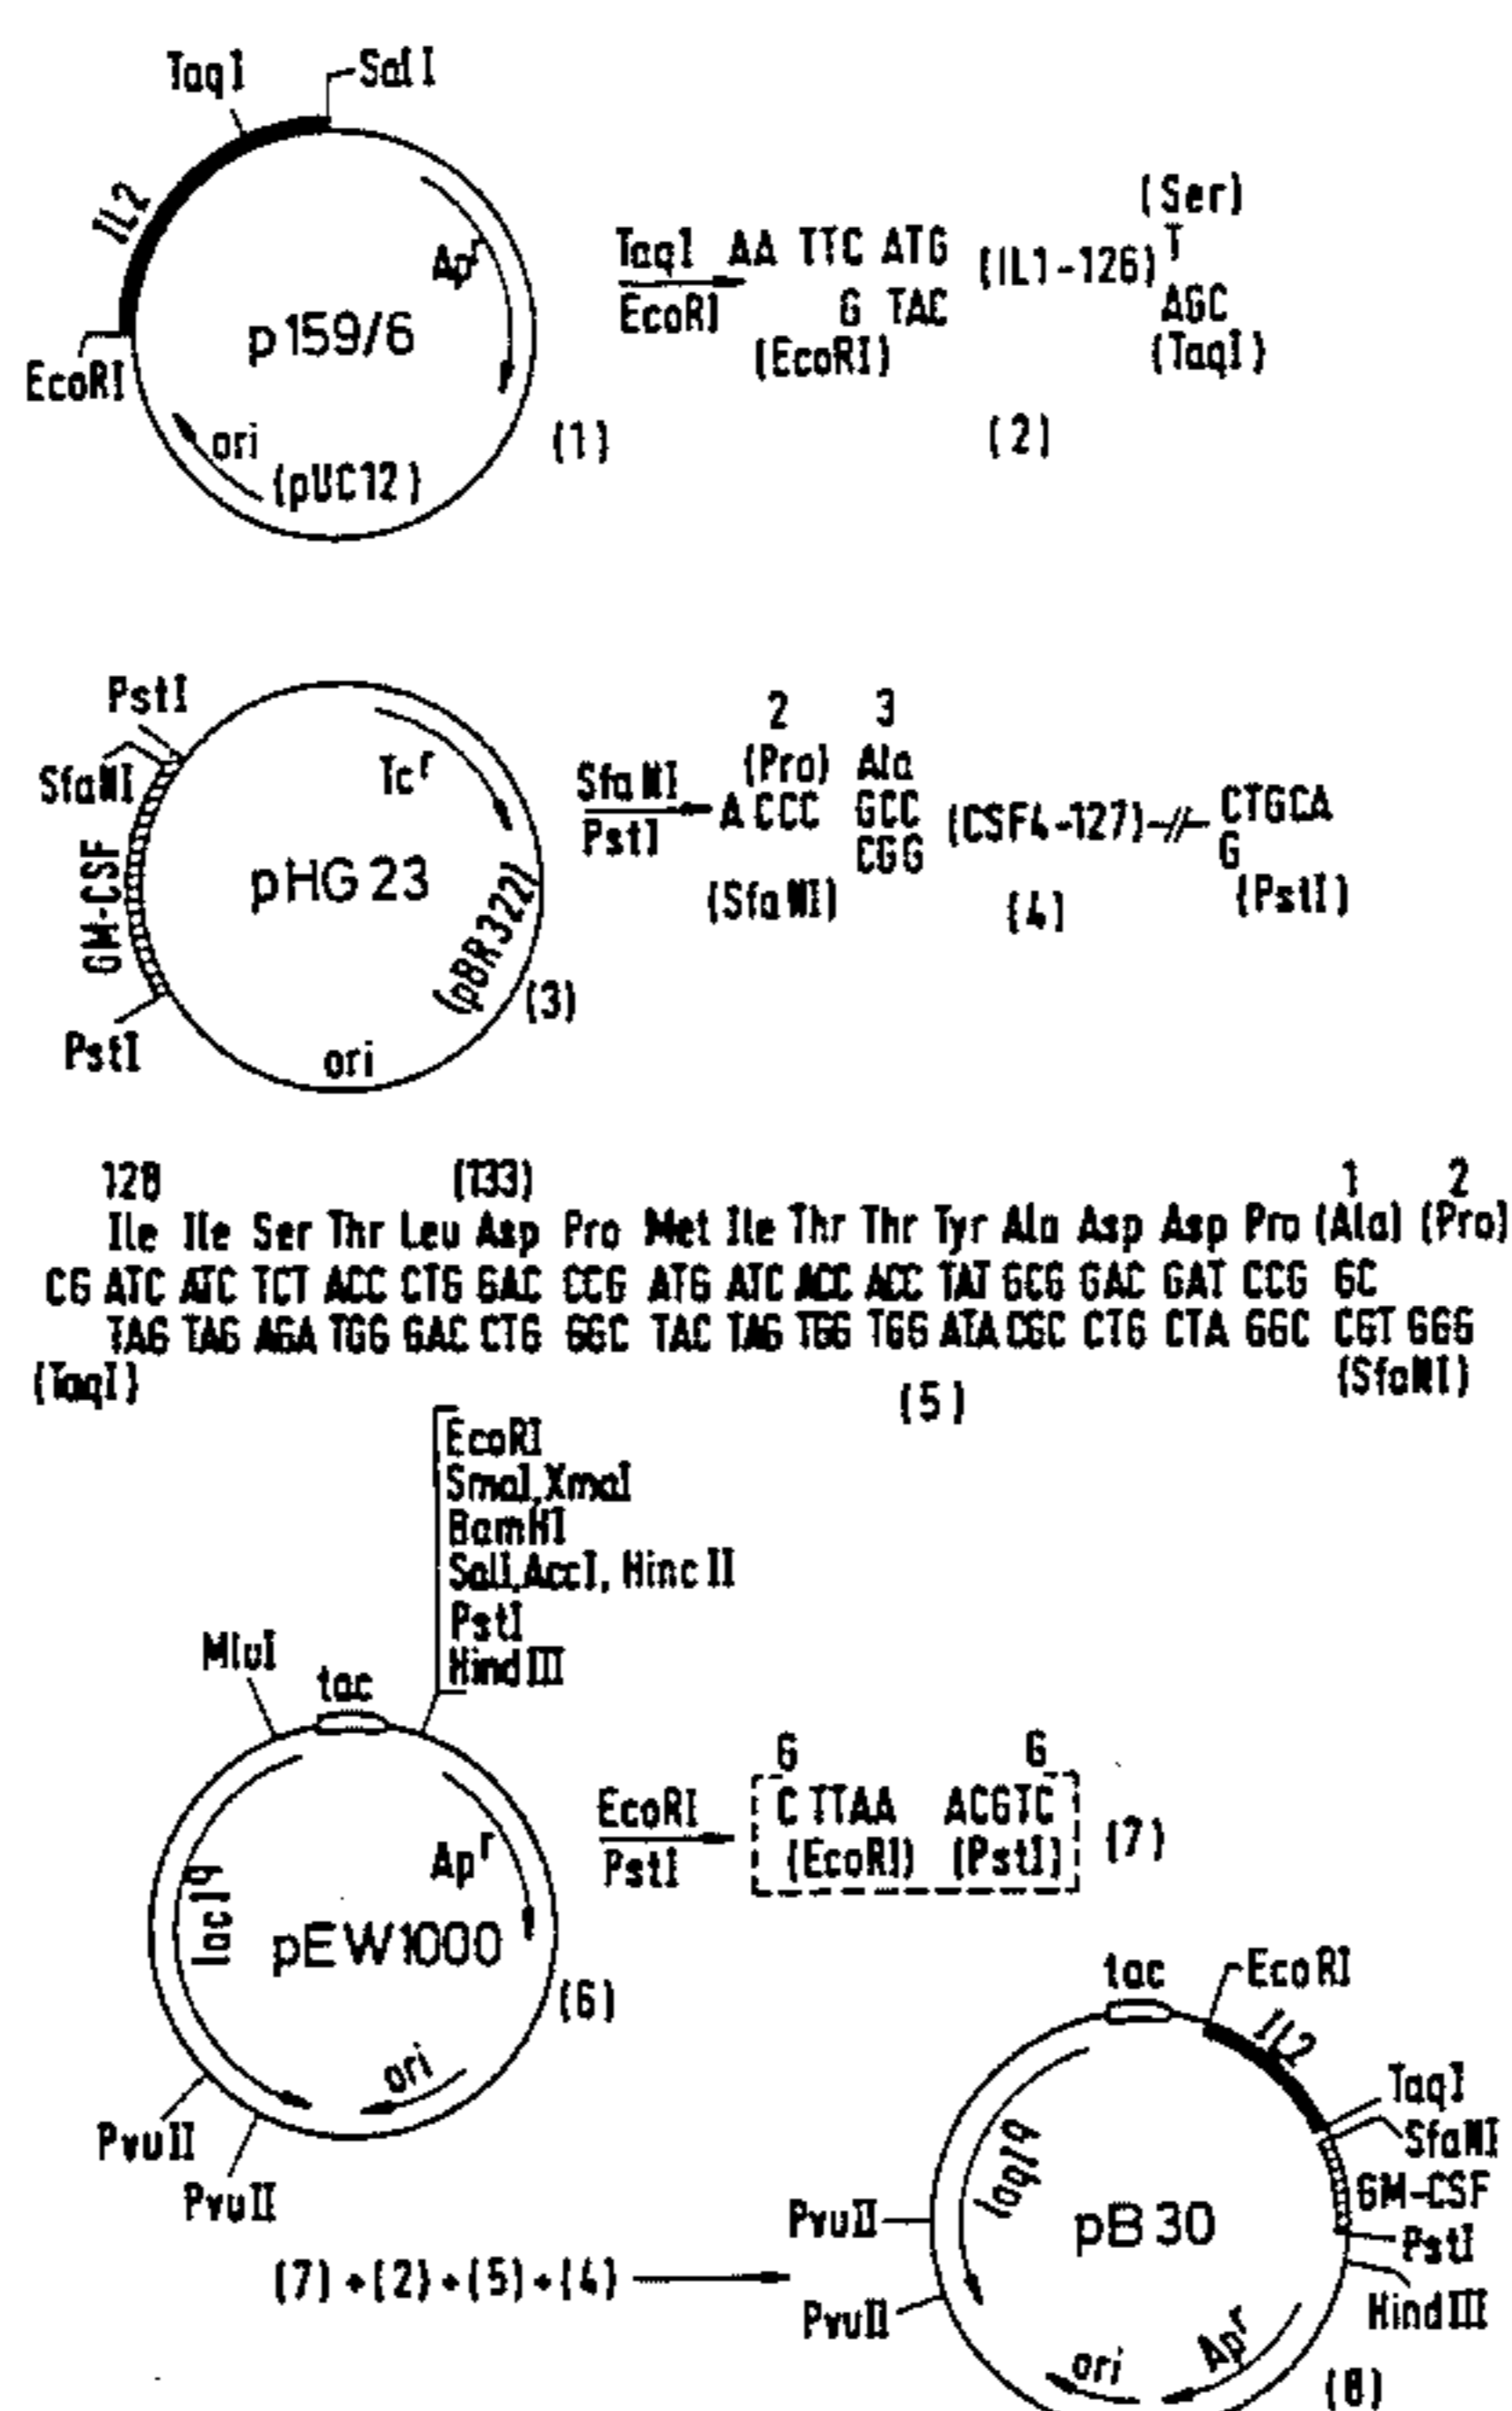 TaqI
SalI
IL2
Apr
p159/6
EcoRI
ori
(pUC12)
(1)
TaqI
EcoRI
AA TTC ATG
G TAC
(EcoRI)
(IL1-126)
(Ser)
T
AGC
(TaqI)
(2)
PstI
SfaNI
Tcr
GM-CSF
pHG23
(pBR322)
(3)
PstI
ori
SfaNI
PstI
2 3
(Pro) Ala
A CCC GCC
CGG
(CSF4-127)
CTGCA
G
(SfaNI)
(4)
(PstI)
128 (133) 1 2
Ile Ile Ser Thr Leu Asp Pro Met Ile Thr Thr Tyr Ala Asp Asp Pro (Ala) (Pro)
CG ATC ATC TCT ACC CTG GAC CCG ATG ATC ACC ACC TAT GCG GAC GAT CCG GC
TAG TAG AGA TGG GAC CTG GGC TAC TAG TGG TGG ATA CGC CTG CTA GGC CGT GGG
(TaqI) (SfaNI)
(5)
EcoRI
SmaI,XmaI
BamHI
SalI,AccI, HincII
PstI
HindIII
MluI
tac
lacIq
Apr
pEW1000
(6)
ori
PvuII
PvuII
EcoRI
PstI
G G
C TTAA ACGTC
(EcoRI) (PstI)
(7)
(7)+(2)+(5)+(4)
tac
EcoRI
IL2
TaqI
SfaNI
GM-CSF
PstI
HindIII
laqIq
pB30
PvuII
PvuII
ori
Apr
(8)